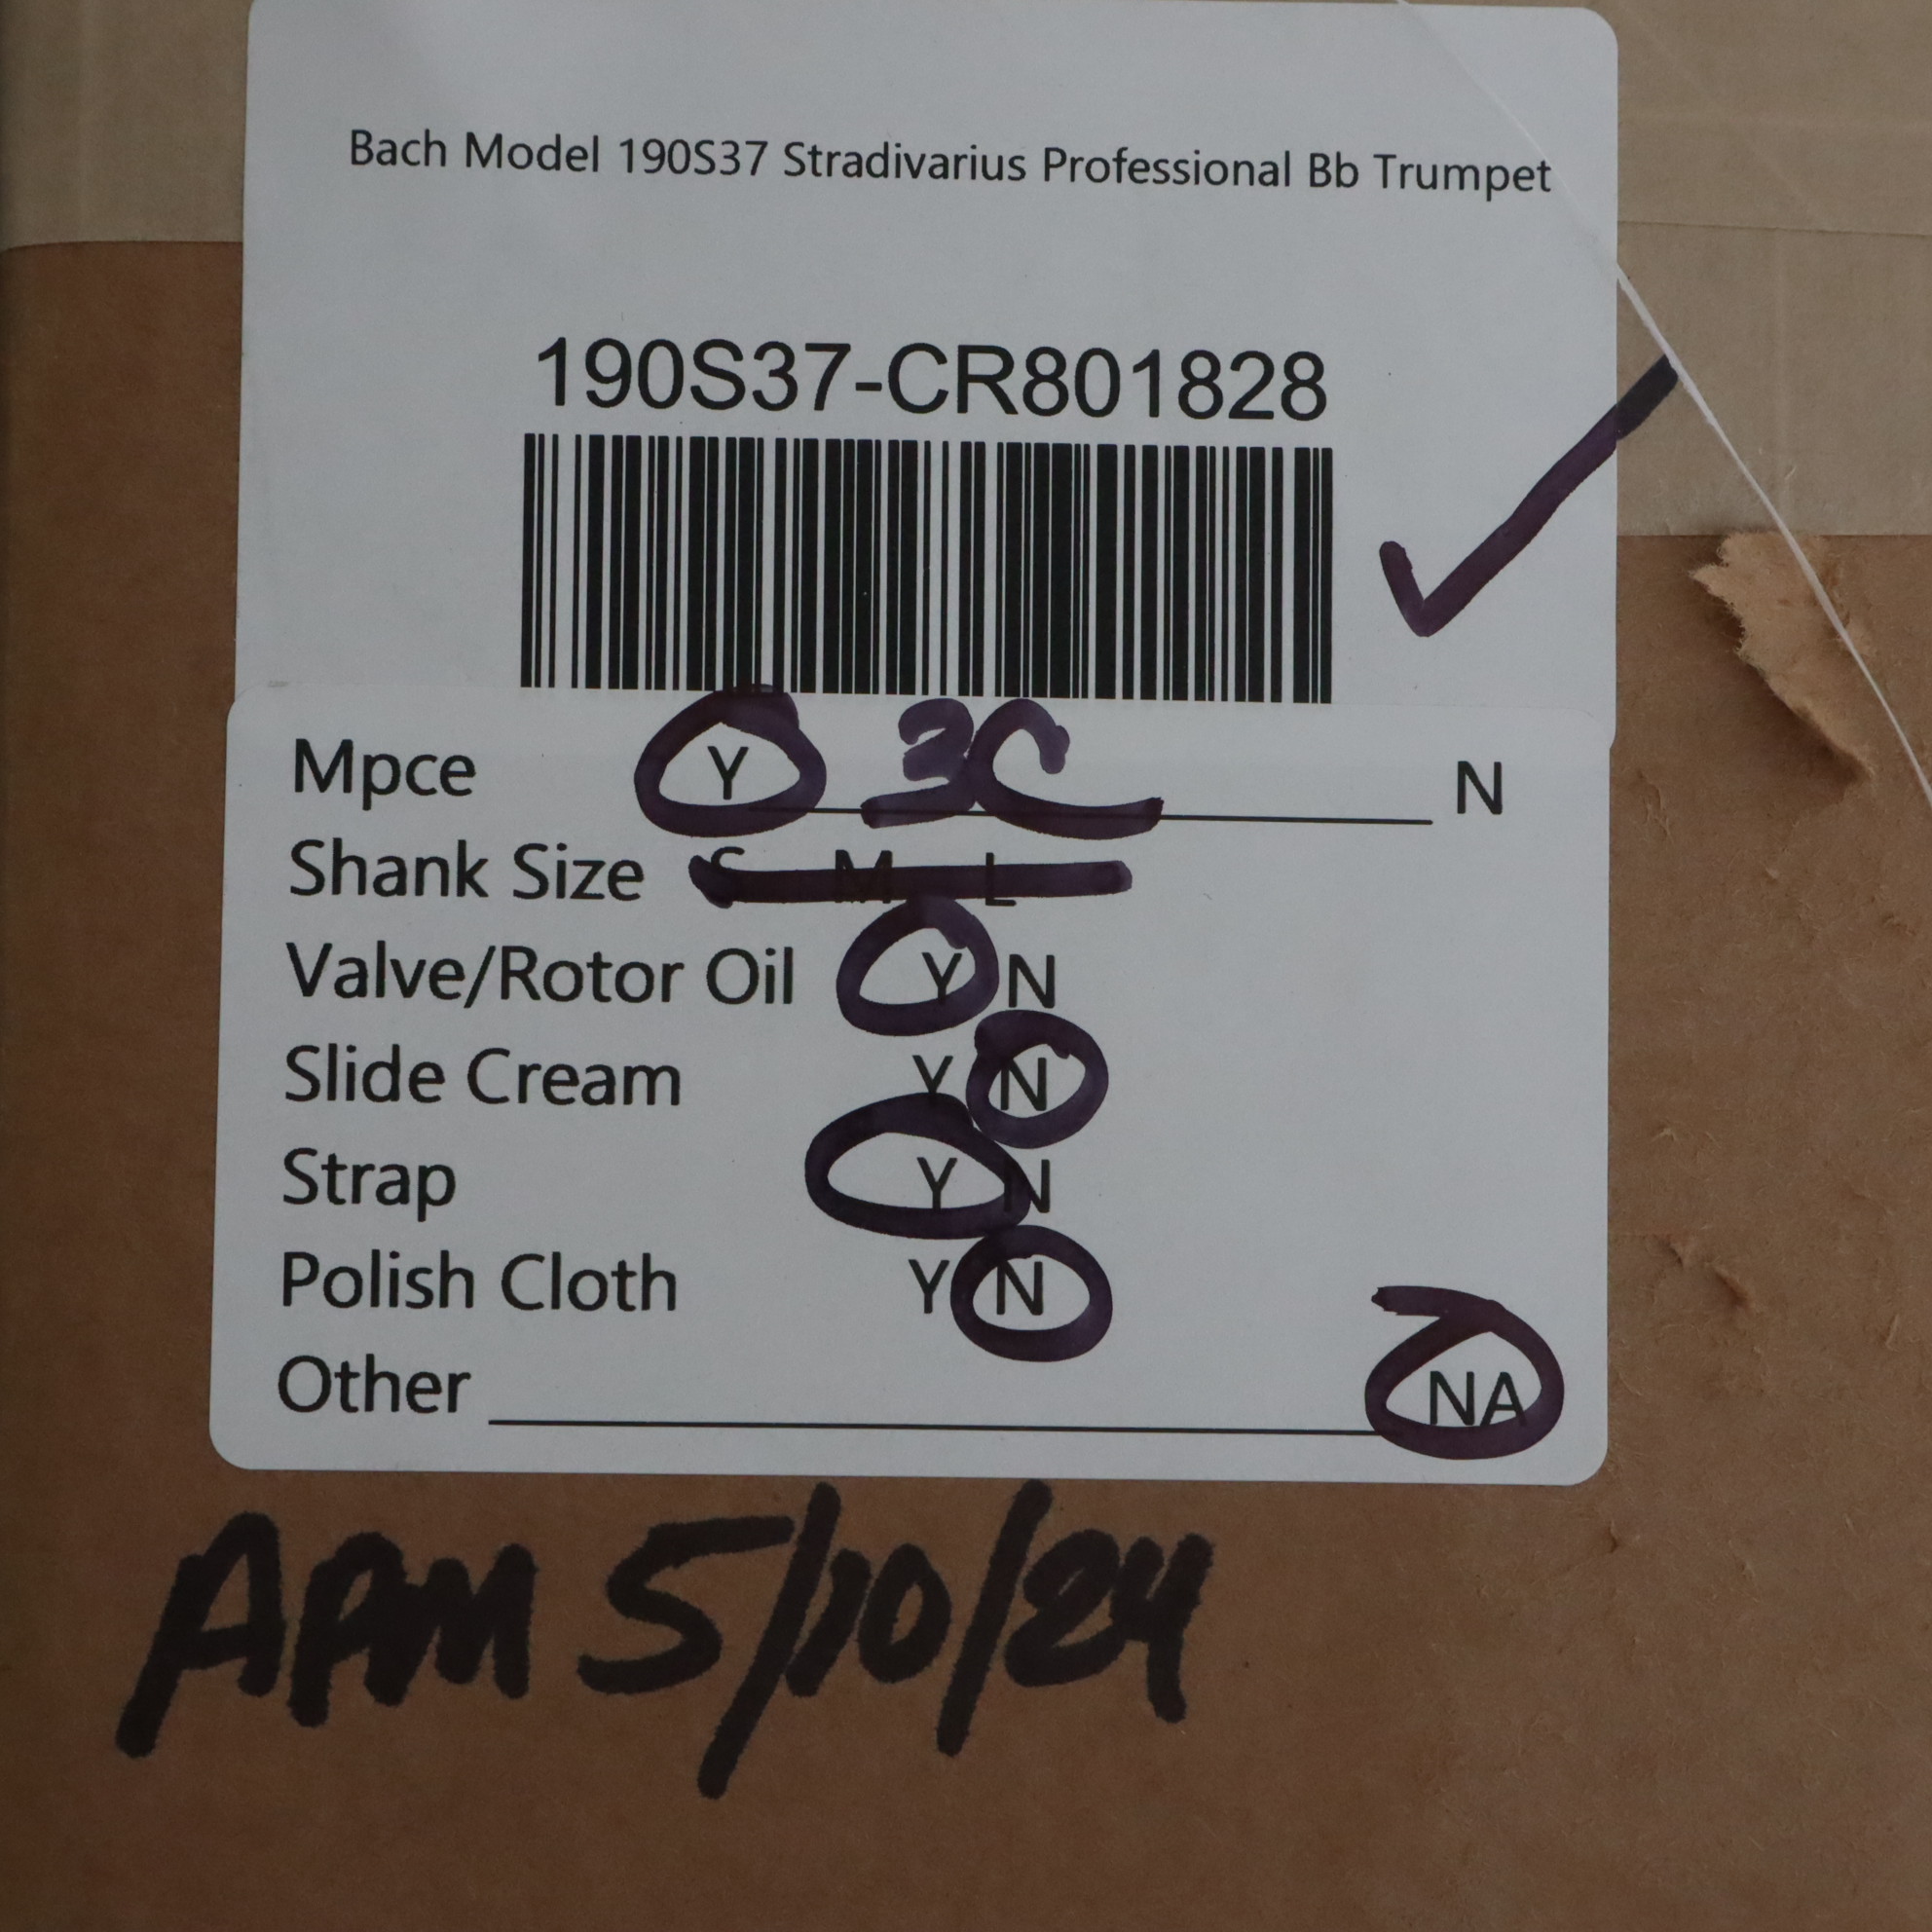 Bach Model 190S37 Stradivarius Professional Bb Trumpet
190S37-CR801828
Mpce Y 3C N
Shank Size S M L
Valve/Rotor Oil Y N
Slide Cream Y N
Strap Y N
Polish Cloth Y N
Other NA
APM 5/10/24